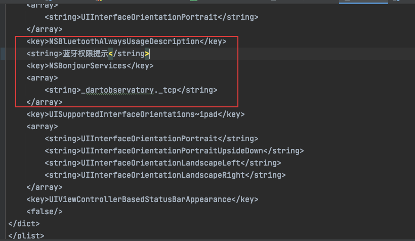 <array>
<string>UIInterfaceOrientationPortrait</string>
</array>
<key>NSBluetoothAlwaysUsageDescription</key>
<string>蓝牙权限提示</string>
<key>NSBonjourServices</key>
<array>
<string>_dartobservatory._tcp</string>
</array>
<key>UISupportedInterfaceOrientations~ipad</key>
<array>
<string>UIInterfaceOrientationPortrait</string>
<string>UIInterfaceOrientationPortraitUpsideDown</string>
<string>UIInterfaceOrientationLandscapeLeft</string>
<string>UIInterfaceOrientationLandscapeRight</string>
</array>
<key>UIViewControllerBasedStatusBarAppearance</key>
<false/>
</dict>
</plist>